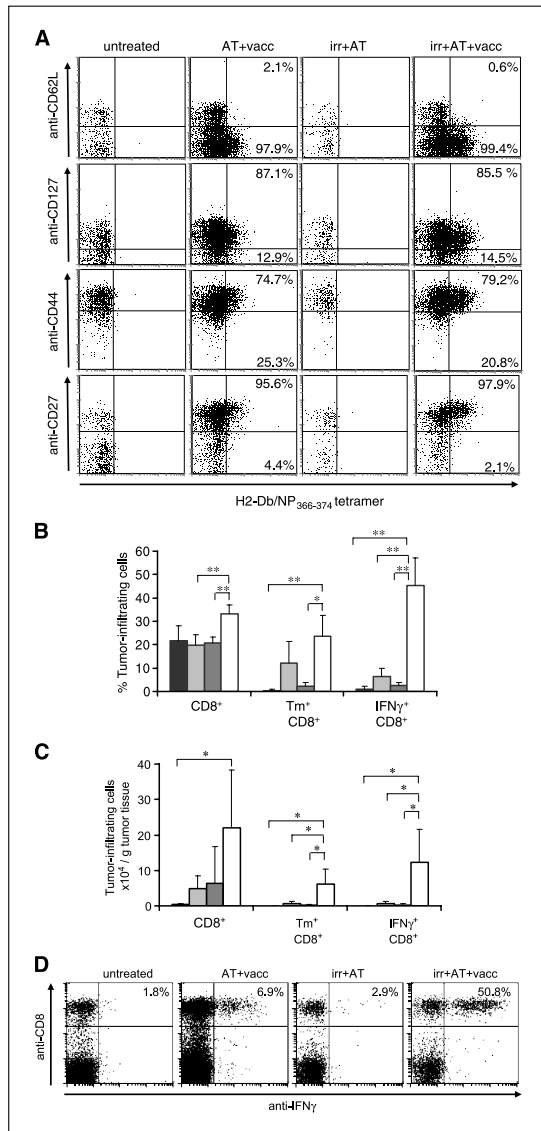 A
untreated AT+vacc irr+AT irr+AT+vacc
anti-CD62L
2.1% 0.6%
97.9% 99.4%
anti-CD127
87.1% 85.5 %
12.9% 14.5%
anti-CD44
74.7% 79.2%
25.3% 20.8%
anti-CD27
95.6% 97.9%
4.4% 2.1%
H2-Db/NP366-374 tetramer
B
% Tumor-infiltrating cells
60
50
40
30
20
10
0
** ** ** * ** ** **
CD8+ Tm+ CD8+ IFNγ+ CD8+
C
Tumor-infiltrating cells
x10^4 / g tumor tissue
40
30
20
10
0
* * * * * * *
CD8+ Tm+ CD8+ IFNγ+ CD8+
D
untreated AT+vacc irr+AT irr+AT+vacc
anti-CD8
1.8% 6.9% 2.9% 50.8%
anti-IFNγ